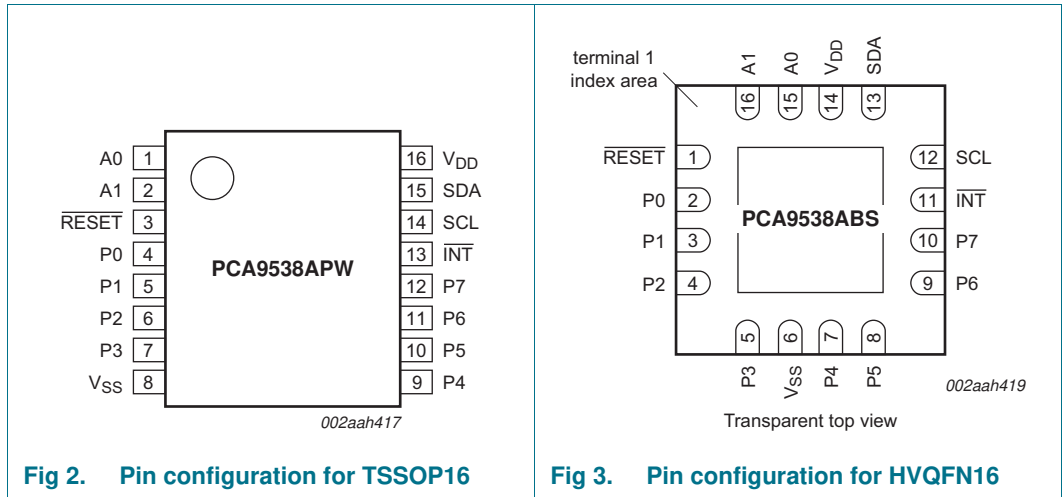 A0 1
A1 2
RESET 3
P0 4
P1 5
P2 6
P3 7
VSS 8
PCA9538APW
16 VDD
15 SDA
14 SCL
13 INT
12 P7
11 P6
10 P5
9 P4
002aah417
Fig 2. Pin configuration for TSSOP16
terminal 1
index area
A1 A0 VDD SDA
16 15 14 13
RESET 1
P0 2
P1 3
P2 4
PCA9538ABS
12 SCL
11 INT
10 P7
9 P6
5 6 7 8
P3 VSS P4 P5
002aah419
Transparent top view
Fig 3. Pin configuration for HVQFN16